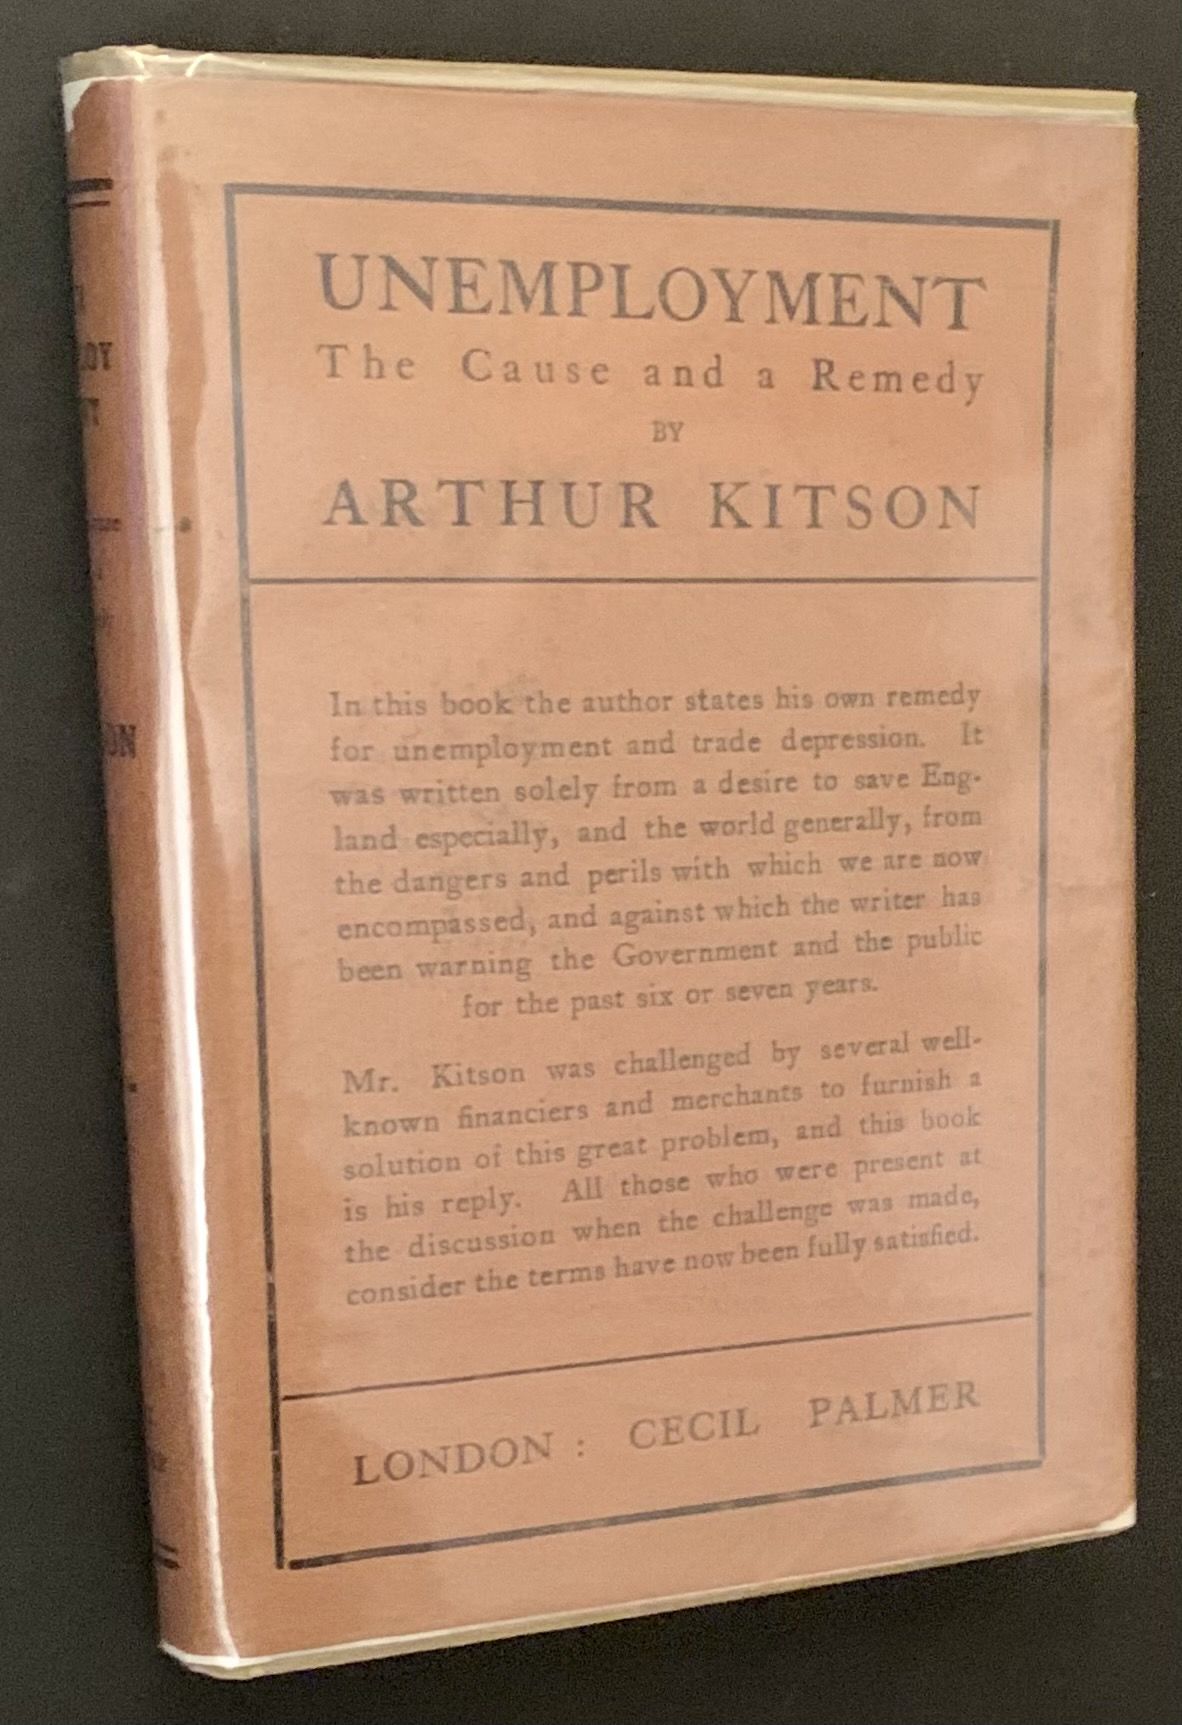 UNEMPLOYMENT
The Cause and a Remedy
BY
ARTHUR KITSON
In this book the author states his own remedy
for unemployment and trade depression. It
was written solely from a desire to save Eng-
land especially, and the world generally, from
the dangers and perils with which we are now
encompassed, and against which the writer has
been warning the Government and the public
for the past six or seven years.
Mr. Kitson was challenged by several well-
known financiers and merchants to furnish a
solution of this great problem, and this book
is his reply. All those who were present at
the discussion when the challenge was made,
consider the terms have now been fully satisfied.
LONDON: CECIL PALMER